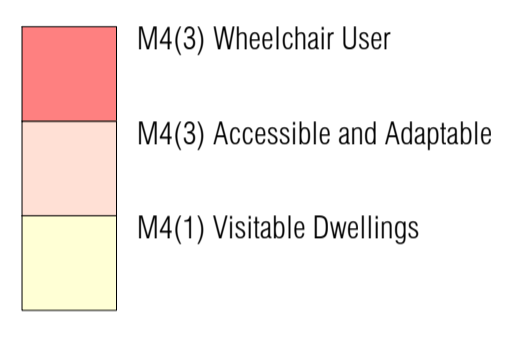 M4(3) Wheelchair User
M4(3) Accessible and Adaptable
M4(1) Visitable Dwellings